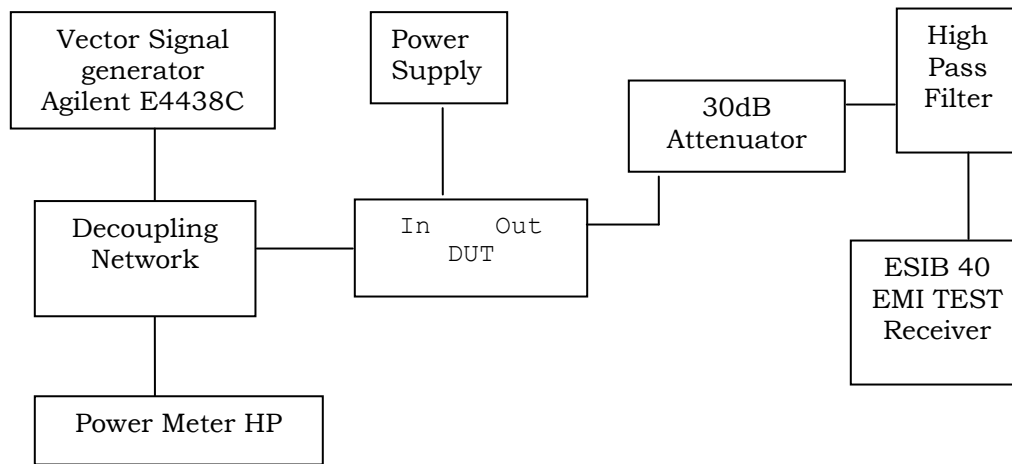 Vector Signal
generator
Agilent E4438C
Power
Supply
High
Pass
Filter
30dB
Attenuator
Decoupling
Network
In Out
DUT
ESIB 40
EMI TEST
Receiver
Power Meter HP